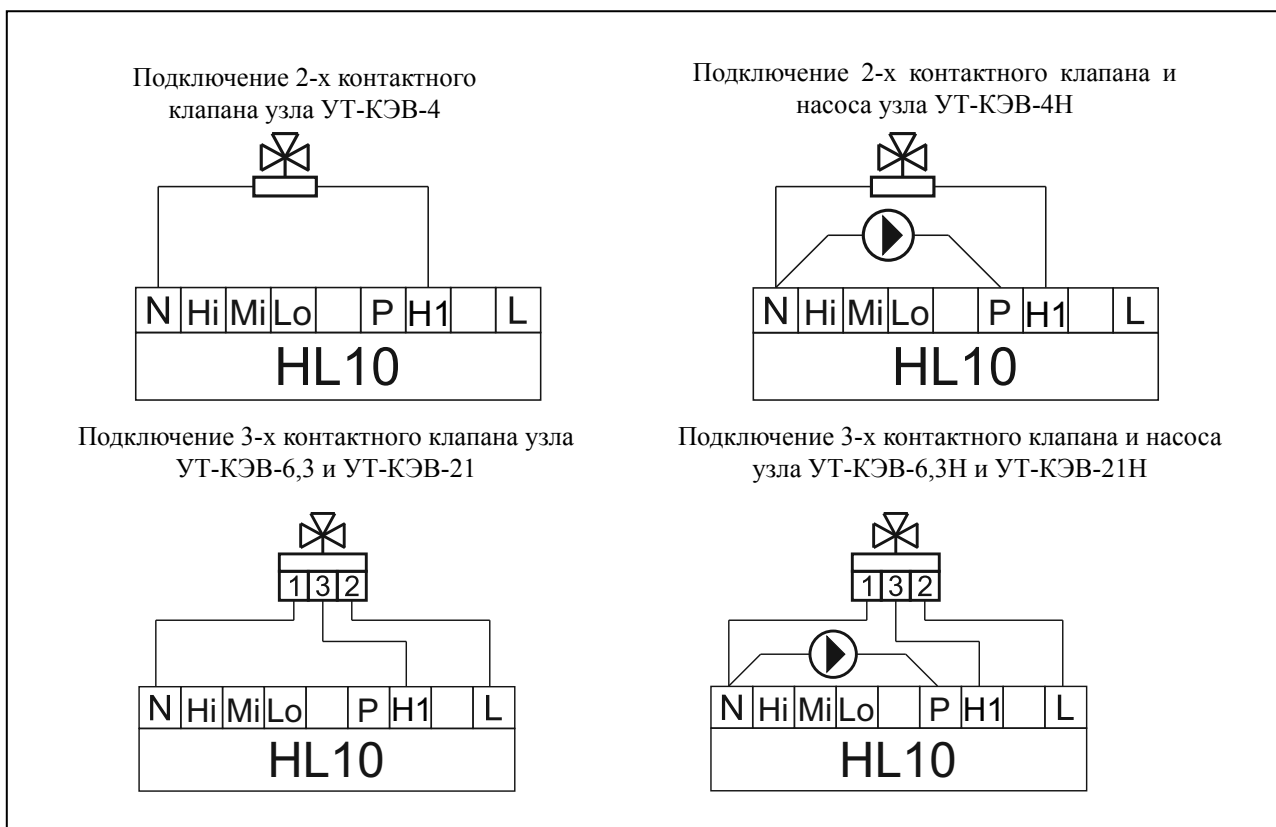 Подключение 2-х контактного
клапана узла УТ-КЭВ-4
N Hi Mi Lo P H1 L
HL10
Подключение 2-х контактного клапана и
насоса узла УТ-КЭВ-4Н
N Hi Mi Lo P H1 L
HL10
Подключение 3-х контактного клапана узла
УТ-КЭВ-6,3 и УТ-КЭВ-21
1 3 2
N Hi Mi Lo P H1 L
HL10
Подключение 3-х контактного клапана и насоса
узла УТ-КЭВ-6,3Н и УТ-КЭВ-21Н
1 3 2
N Hi Mi Lo P H1 L
HL10